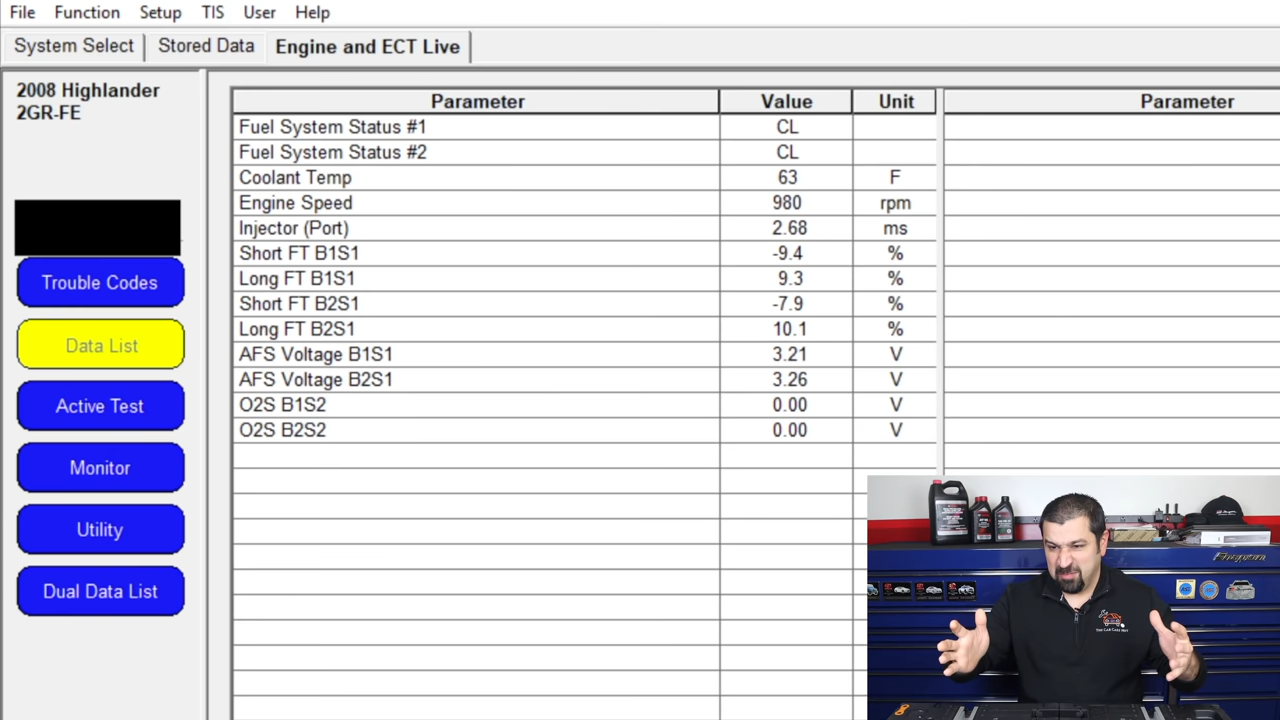 File Function Setup TIS User Help
System Select Stored Data Engine and ECT Live
2008 Highlander
2GR-FE
Trouble Codes
Data List
Active Test
Monitor
Utility
Dual Data List
Parameter Value Unit Parameter
Fuel System Status #1 CL
Fuel System Status #2 CL
Coolant Temp 63 F
Engine Speed 980 rpm
Injector (Port) 2.68 ms
Short FT B1S1 -9.4 %
Long FT B1S1 9.3 %
Short FT B2S1 -7.9 %
Long FT B2S1 10.1 %
AFS Voltage B1S1 3.21 V
AFS Voltage B2S1 3.26 V
O2S B1S2 0.00 V
O2S B2S2 0.00 V
THE CAR CARE NUT